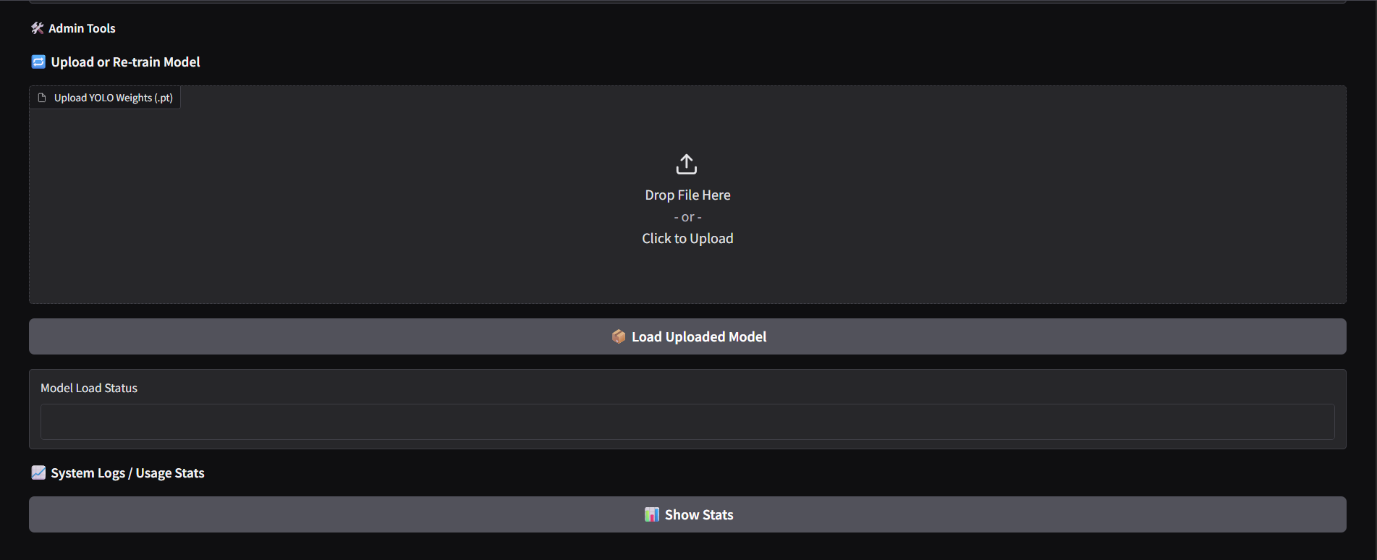 🛠 Admin Tools
🔁 Upload or Re-train Model
Upload YOLO Weights (.pt)
Drop File Here
- or -
Click to Upload
📦 Load Uploaded Model
Model Load Status
📈 System Logs / Usage Stats
📊 Show Stats